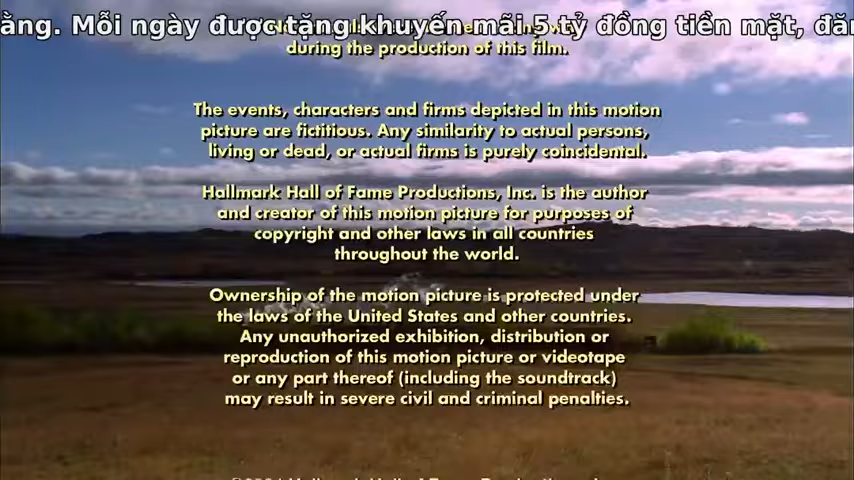 ằng. Mỗi ngày được tặng khuyến mãi 5 tỷ đồng tiền mặt, đăn
during the production of this film.
The events, characters and firms depicted in this motion
picture are fictitious. Any similarity to actual persons,
living or dead, or actual firms is purely coincidental.
Hallmark Hall of Fame Productions, Inc. is the author
and creator of this motion picture for purposes of
copyright and other laws in all countries
throughout the world.
Ownership of the motion picture is protected under
the laws of the United States and other countries.
Any unauthorized exhibition, distribution or
reproduction of this motion picture or videotape
or any part thereof (including the soundtrack)
may result in severe civil and criminal penalties.